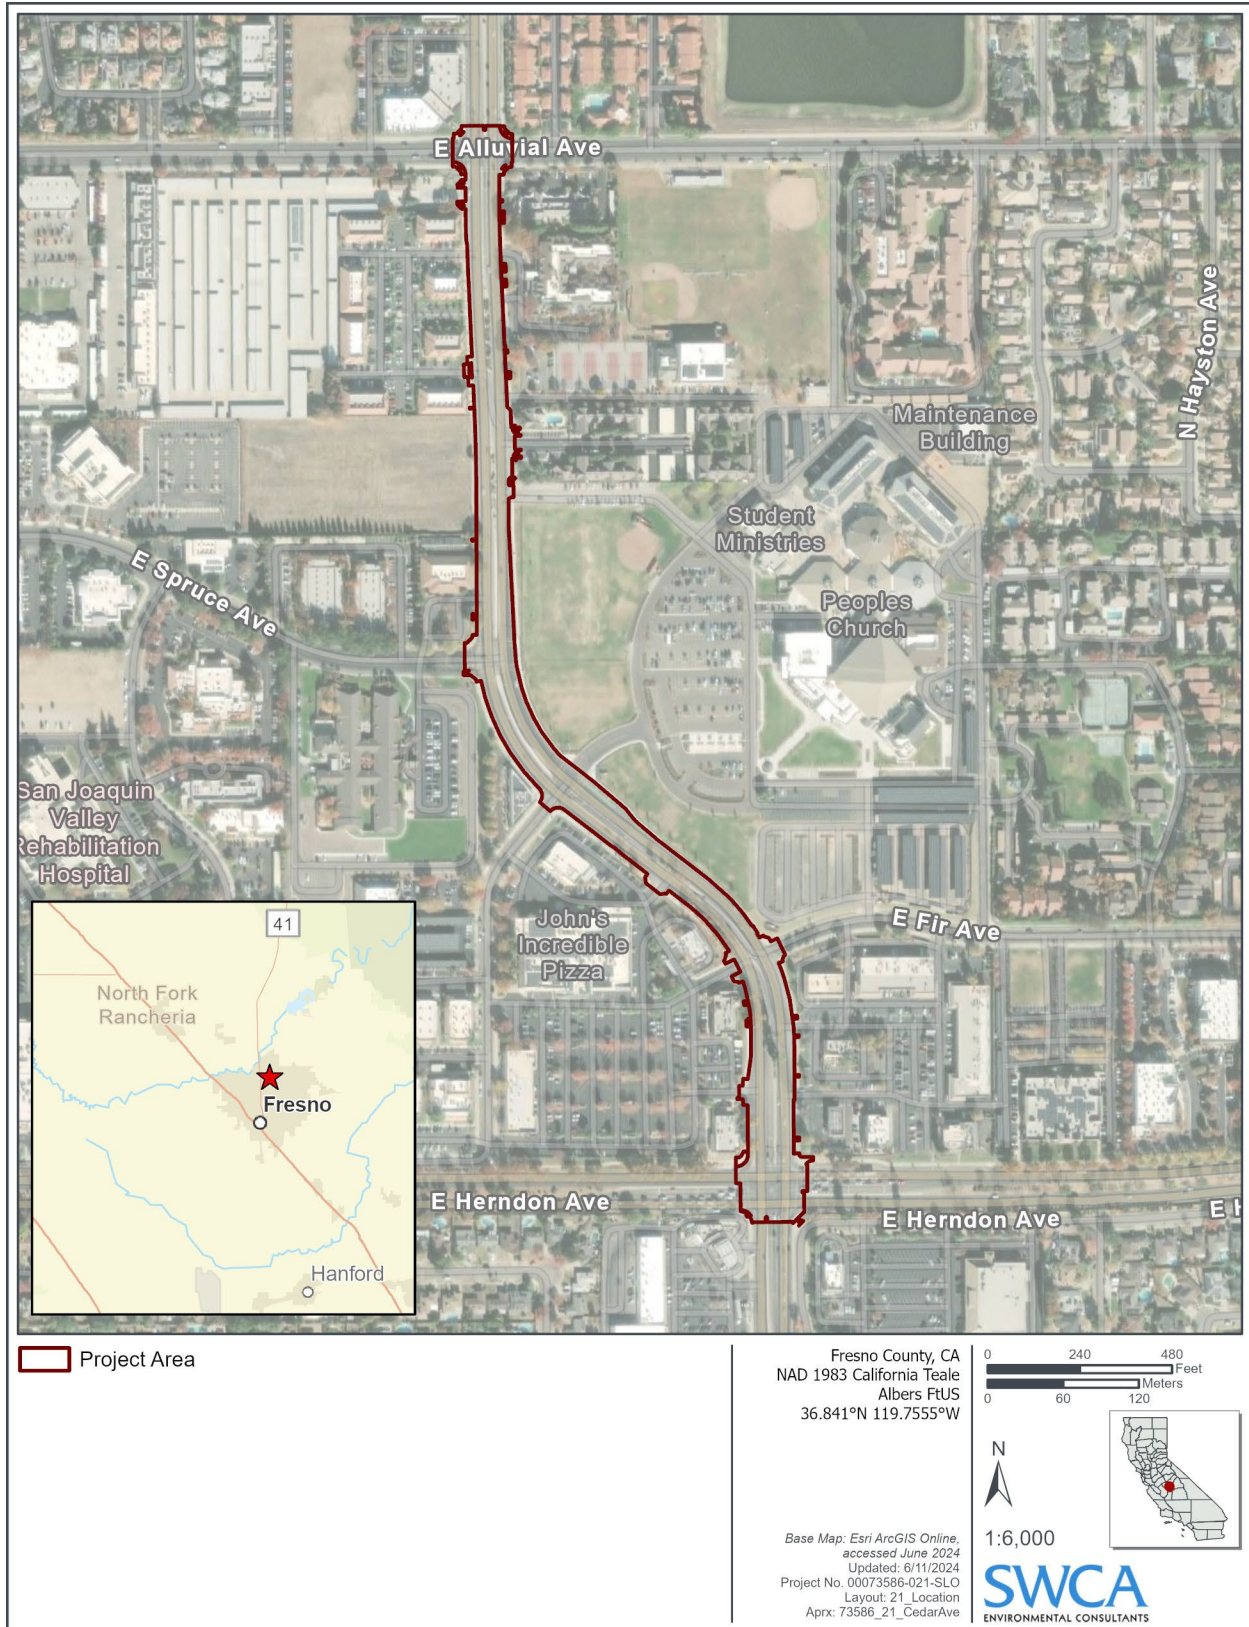 E Alluvial Ave
N Hayston Ave
Maintenance
Building
Student
Ministries
E Spruce Ave
Peoples
Church
San Joaquin
Valley
Rehabilitation
Hospital
John's
Incredible
Pizza
E Fir Ave
41
North Fork
Rancheria
Fresno
Hanford
E Herndon Ave
E Herndon Ave
E H
Project Area
Fresno County, CA
NAD 1983 California Teale
Albers FtUS
36.841°N 119.7555°W
0 240 480
Feet
Meters
0 60 120
N
1:6,000
Base Map: Esri ArcGIS Online,
accessed June 2024
Updated: 6/11/2024
Project No. 00073586-021-SLO
Layout: 21_Location
Aprx: 73586_21_CedarAve
SWCA
ENVIRONMENTAL CONSULTANTS